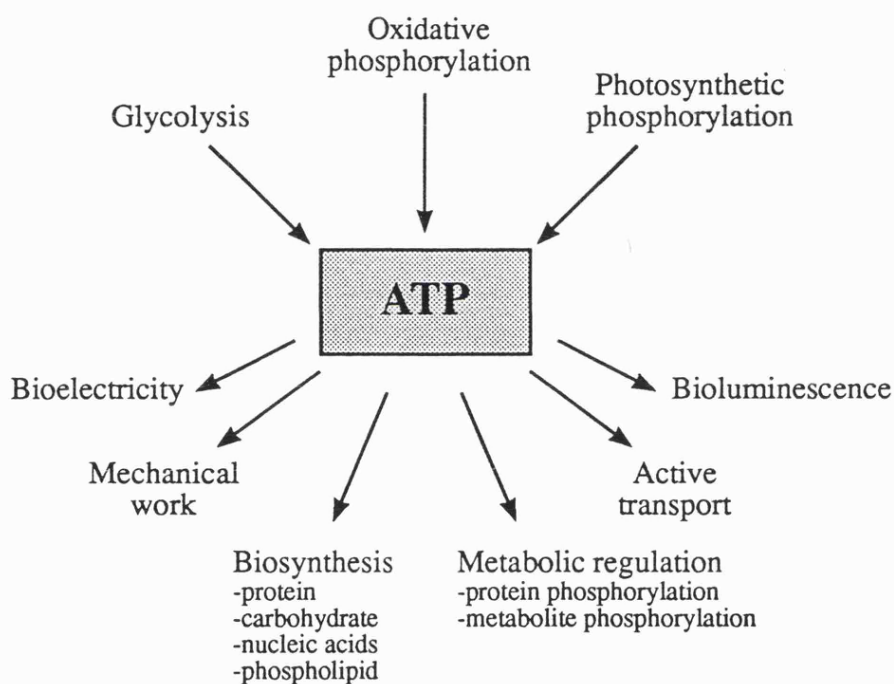 Oxidative
phosphorylation
Photosynthetic
phosphorylation
Glycolysis
ATP
Bioelectricity
Bioluminescence
Mechanical
work
Active
transport
Biosynthesis
-protein
-carbohydrate
-nucleic acids
-phospholipid
Metabolic regulation
-protein phosphorylation
-metabolite phosphorylation